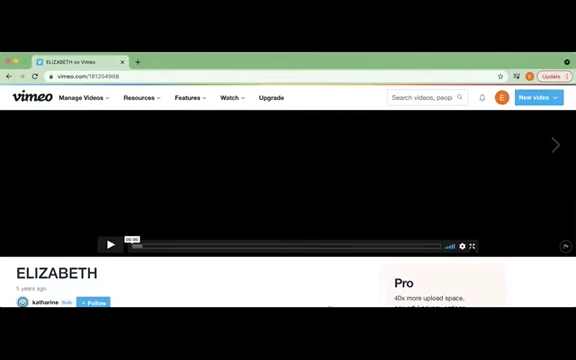 ELIZABETH on Vimeo
vimeo.com/181204968
E
Update
vimeo
Manage Videos
Resources
Features
Watch
Upgrade
Search videos, peop
E
New video
00:00
ELIZABETH
5 years ago
katharine
PLUS
+ Follow
Pro
40x more upload space,